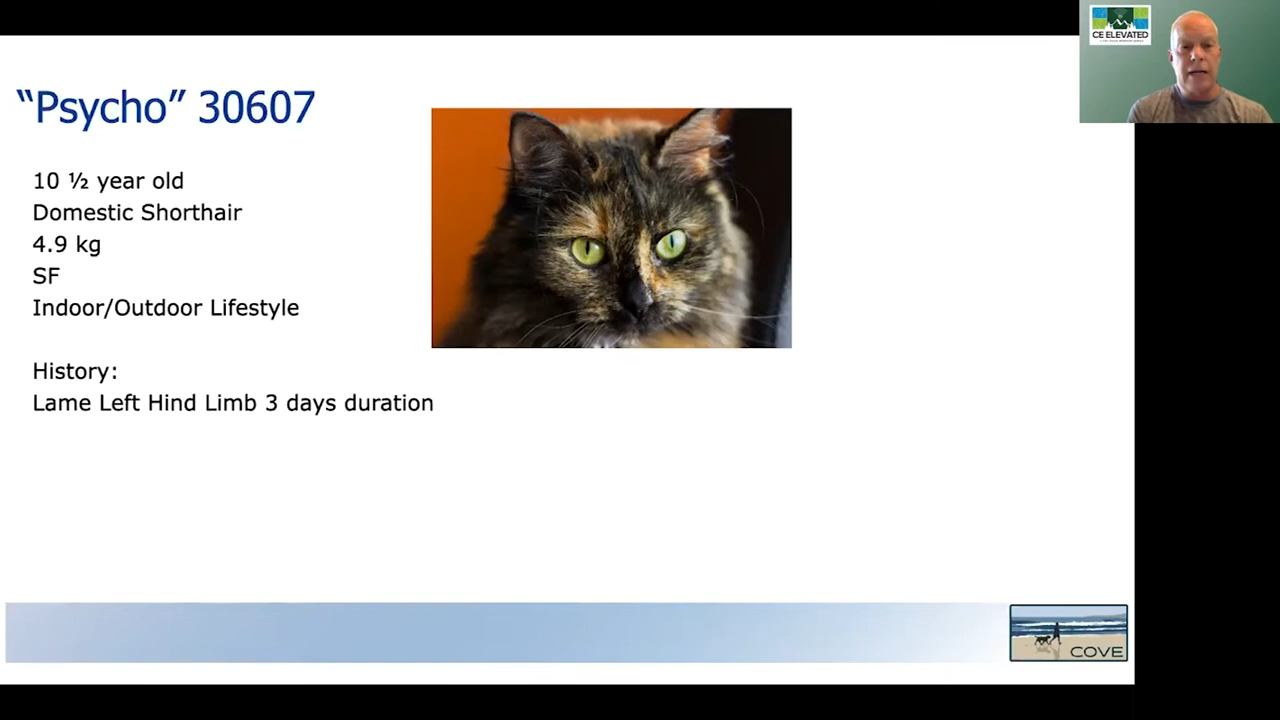 “Psycho” 30607
10 ½ year old
Domestic Shorthair
4.9 kg
SF
Indoor/Outdoor Lifestyle
History:
Lame Left Hind Limb 3 days duration
CE ELEVATED
COVE